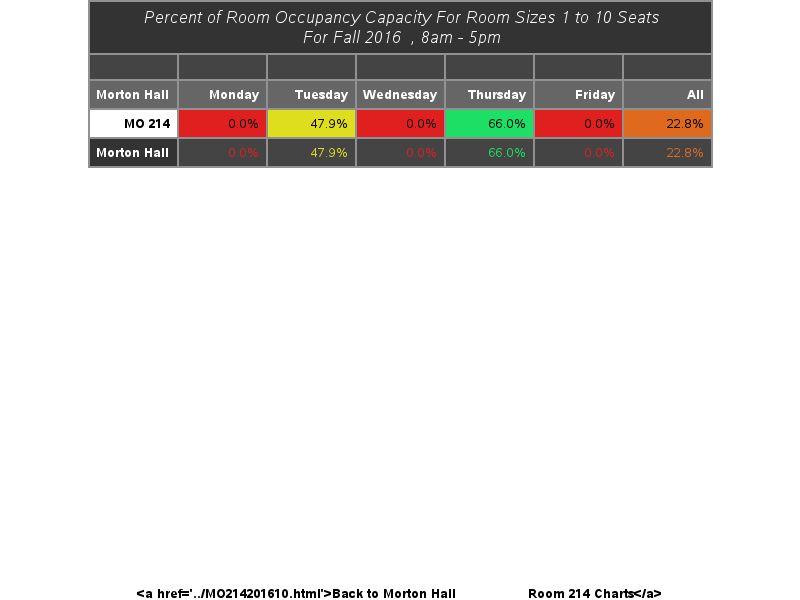 Percent of Room Occupancy Capacity For Room Sizes 1 to 10 Seats
For Fall 2016 , 8am - 5pm
Morton Hall Monday Tuesday Wednesday Thursday Friday All
MO 214 0.0% 47.9% 0.0% 66.0% 0.0% 22.8%
Morton Hall 0.0% 47.9% 0.0% 66.0% 0.0% 22.8%
<a href='../MO214201610.html'>Back to Morton Hall Room 214 Charts</a>